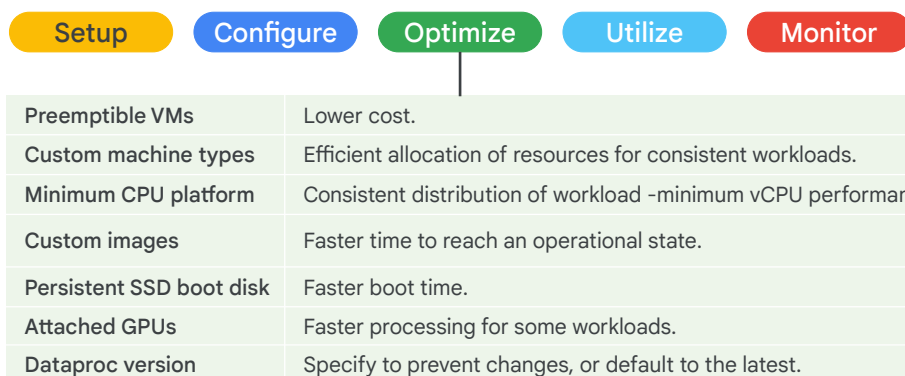 Setup Configure Optimize Utilize Monitor
Preemptible VMs Lower cost.
Custom machine types Efficient allocation of resources for consistent workloads.
Minimum CPU platform Consistent distribution of workload -minimum vCPU
Custom images Faster time to reach an operational state.
Persistent SSD boot disk Faster boot time.
Attached GPUs Faster processing for some workloads.
Dataproc version Specify to prevent changes, or default to the latest.